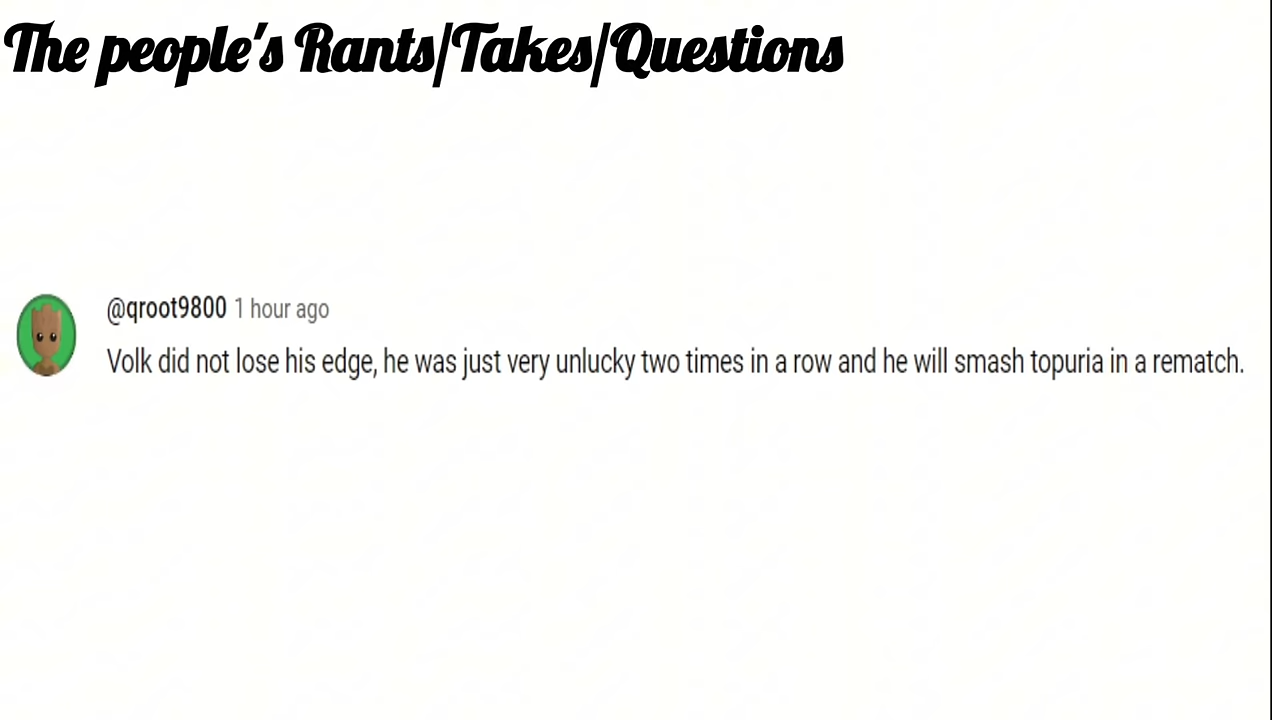 The people's Rants/Takes/Questions
@qroot9800 1 hour ago
Volk did not lose his edge, he was just very unlucky two times in a row and he will smash topuria in a rematch.